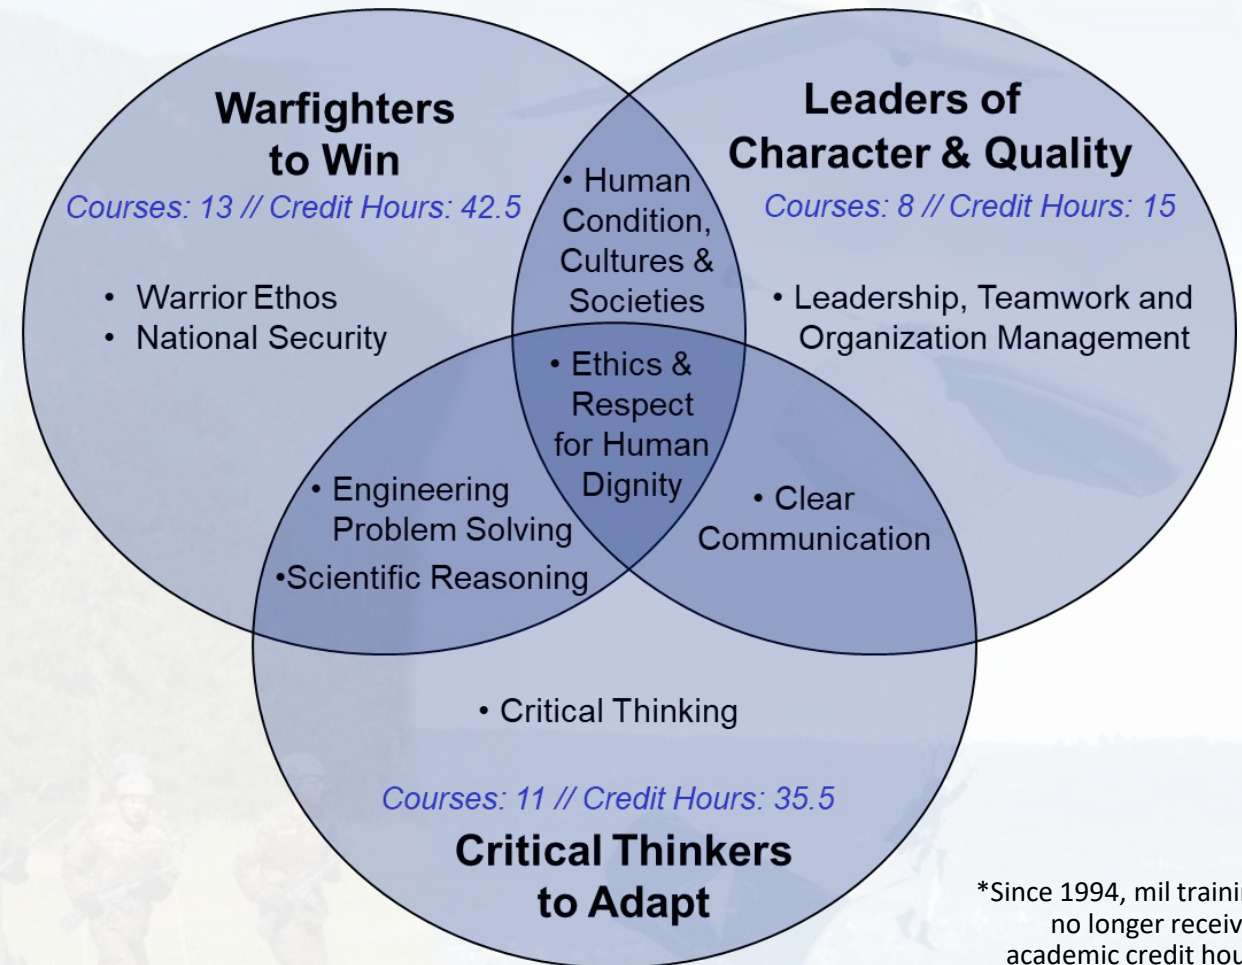 Warfighters
to Win
Courses: 13 // Credit Hours: 42.5
• Warrior Ethos
• National Security
Leaders of
Character & Quality
Courses: 8 // Credit Hours: 15
• Leadership, Teamwork and
Organization Management
• Human
Condition,
Cultures &
Societies
• Ethics &
Respect
for Human
Dignity
• Engineering
Problem Solving
•Scientific Reasoning
• Clear
Communication
• Critical Thinking
Courses: 11 // Credit Hours: 35.5
Critical Thinkers
to Adapt
*Since 1994, mil
no longer
academic credit